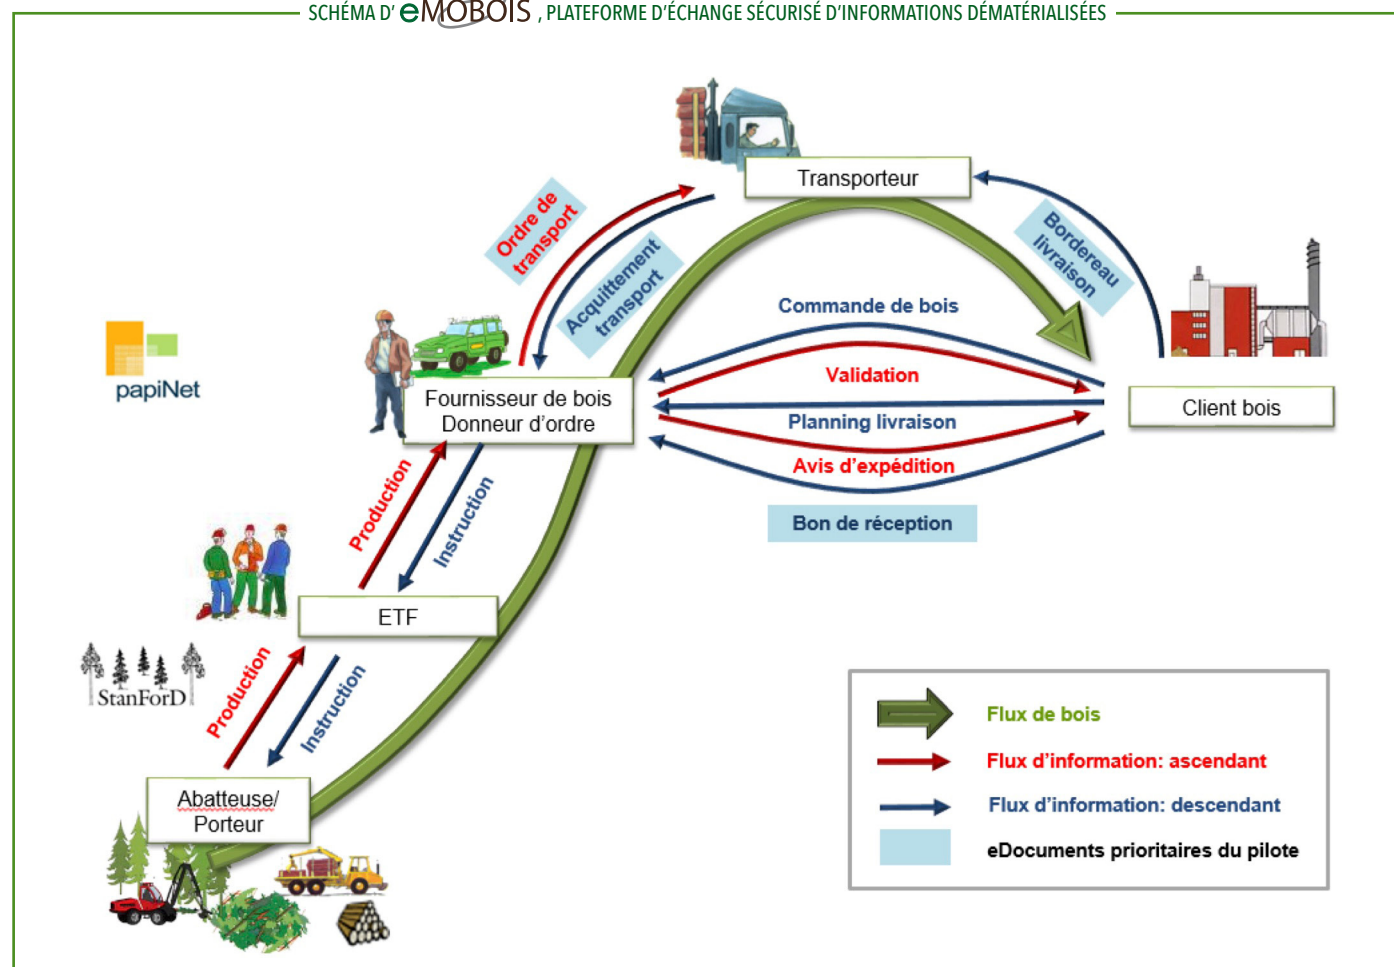 SCHÉMA D' eMOBOIS , PLATEFORME D'ÉCHANGE SÉCURISÉ D'INFORMATIONS DÉMATÉRIALISÉES
Transporteur
Ordre de
transport
Acquittement
transport
Bordereau
livraison
Commande de bois
Validation
Planning livraison
Avis d'expédition
Bon de réception
Client bois
papiNet
Fournisseur de bois
Donneur d'ordre
Production
Instruction
ETF
StanForD
Production
Instruction
Abatteuse/
Porteur
Flux de bois
Flux d'information: ascendant
Flux d'information: descendant
eDocuments prioritaires du pilote